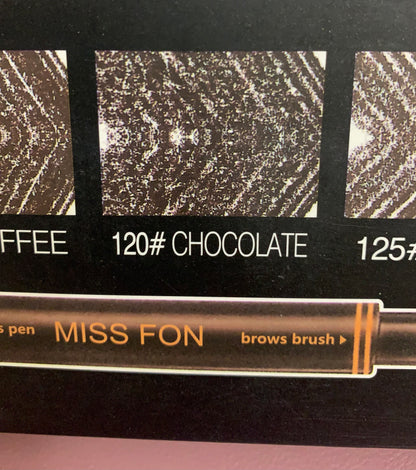 FFEE 120# CHOCOLATE 125#
s pen MISS FON brows brush